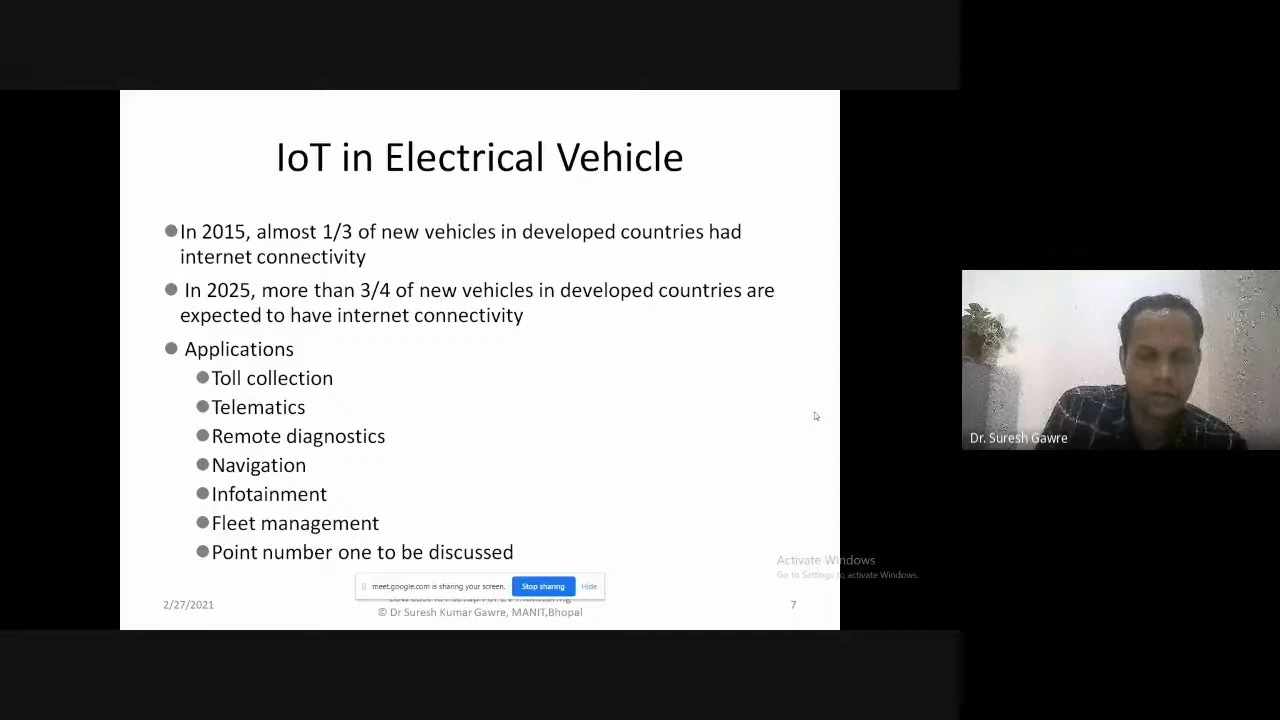 IoT in Electrical Vehicle
In 2015, almost 1/3 of new vehicles in developed countries had
internet connectivity
In 2025, more than 3/4 of new vehicles in developed countries are
expected to have internet connectivity
Applications
Toll collection
Telematics
Remote diagnostics
Navigation
Infotainment
Fleet management
Point number one to be discussed
meet.google.com is sharing your screen. Stop sharing Hide
2/27/2021
© Dr Suresh Kumar Gawre, MANIT,Bhopal
7
Activate Windows
Go to Settings to activate Windows.
Dr. Suresh Gawre